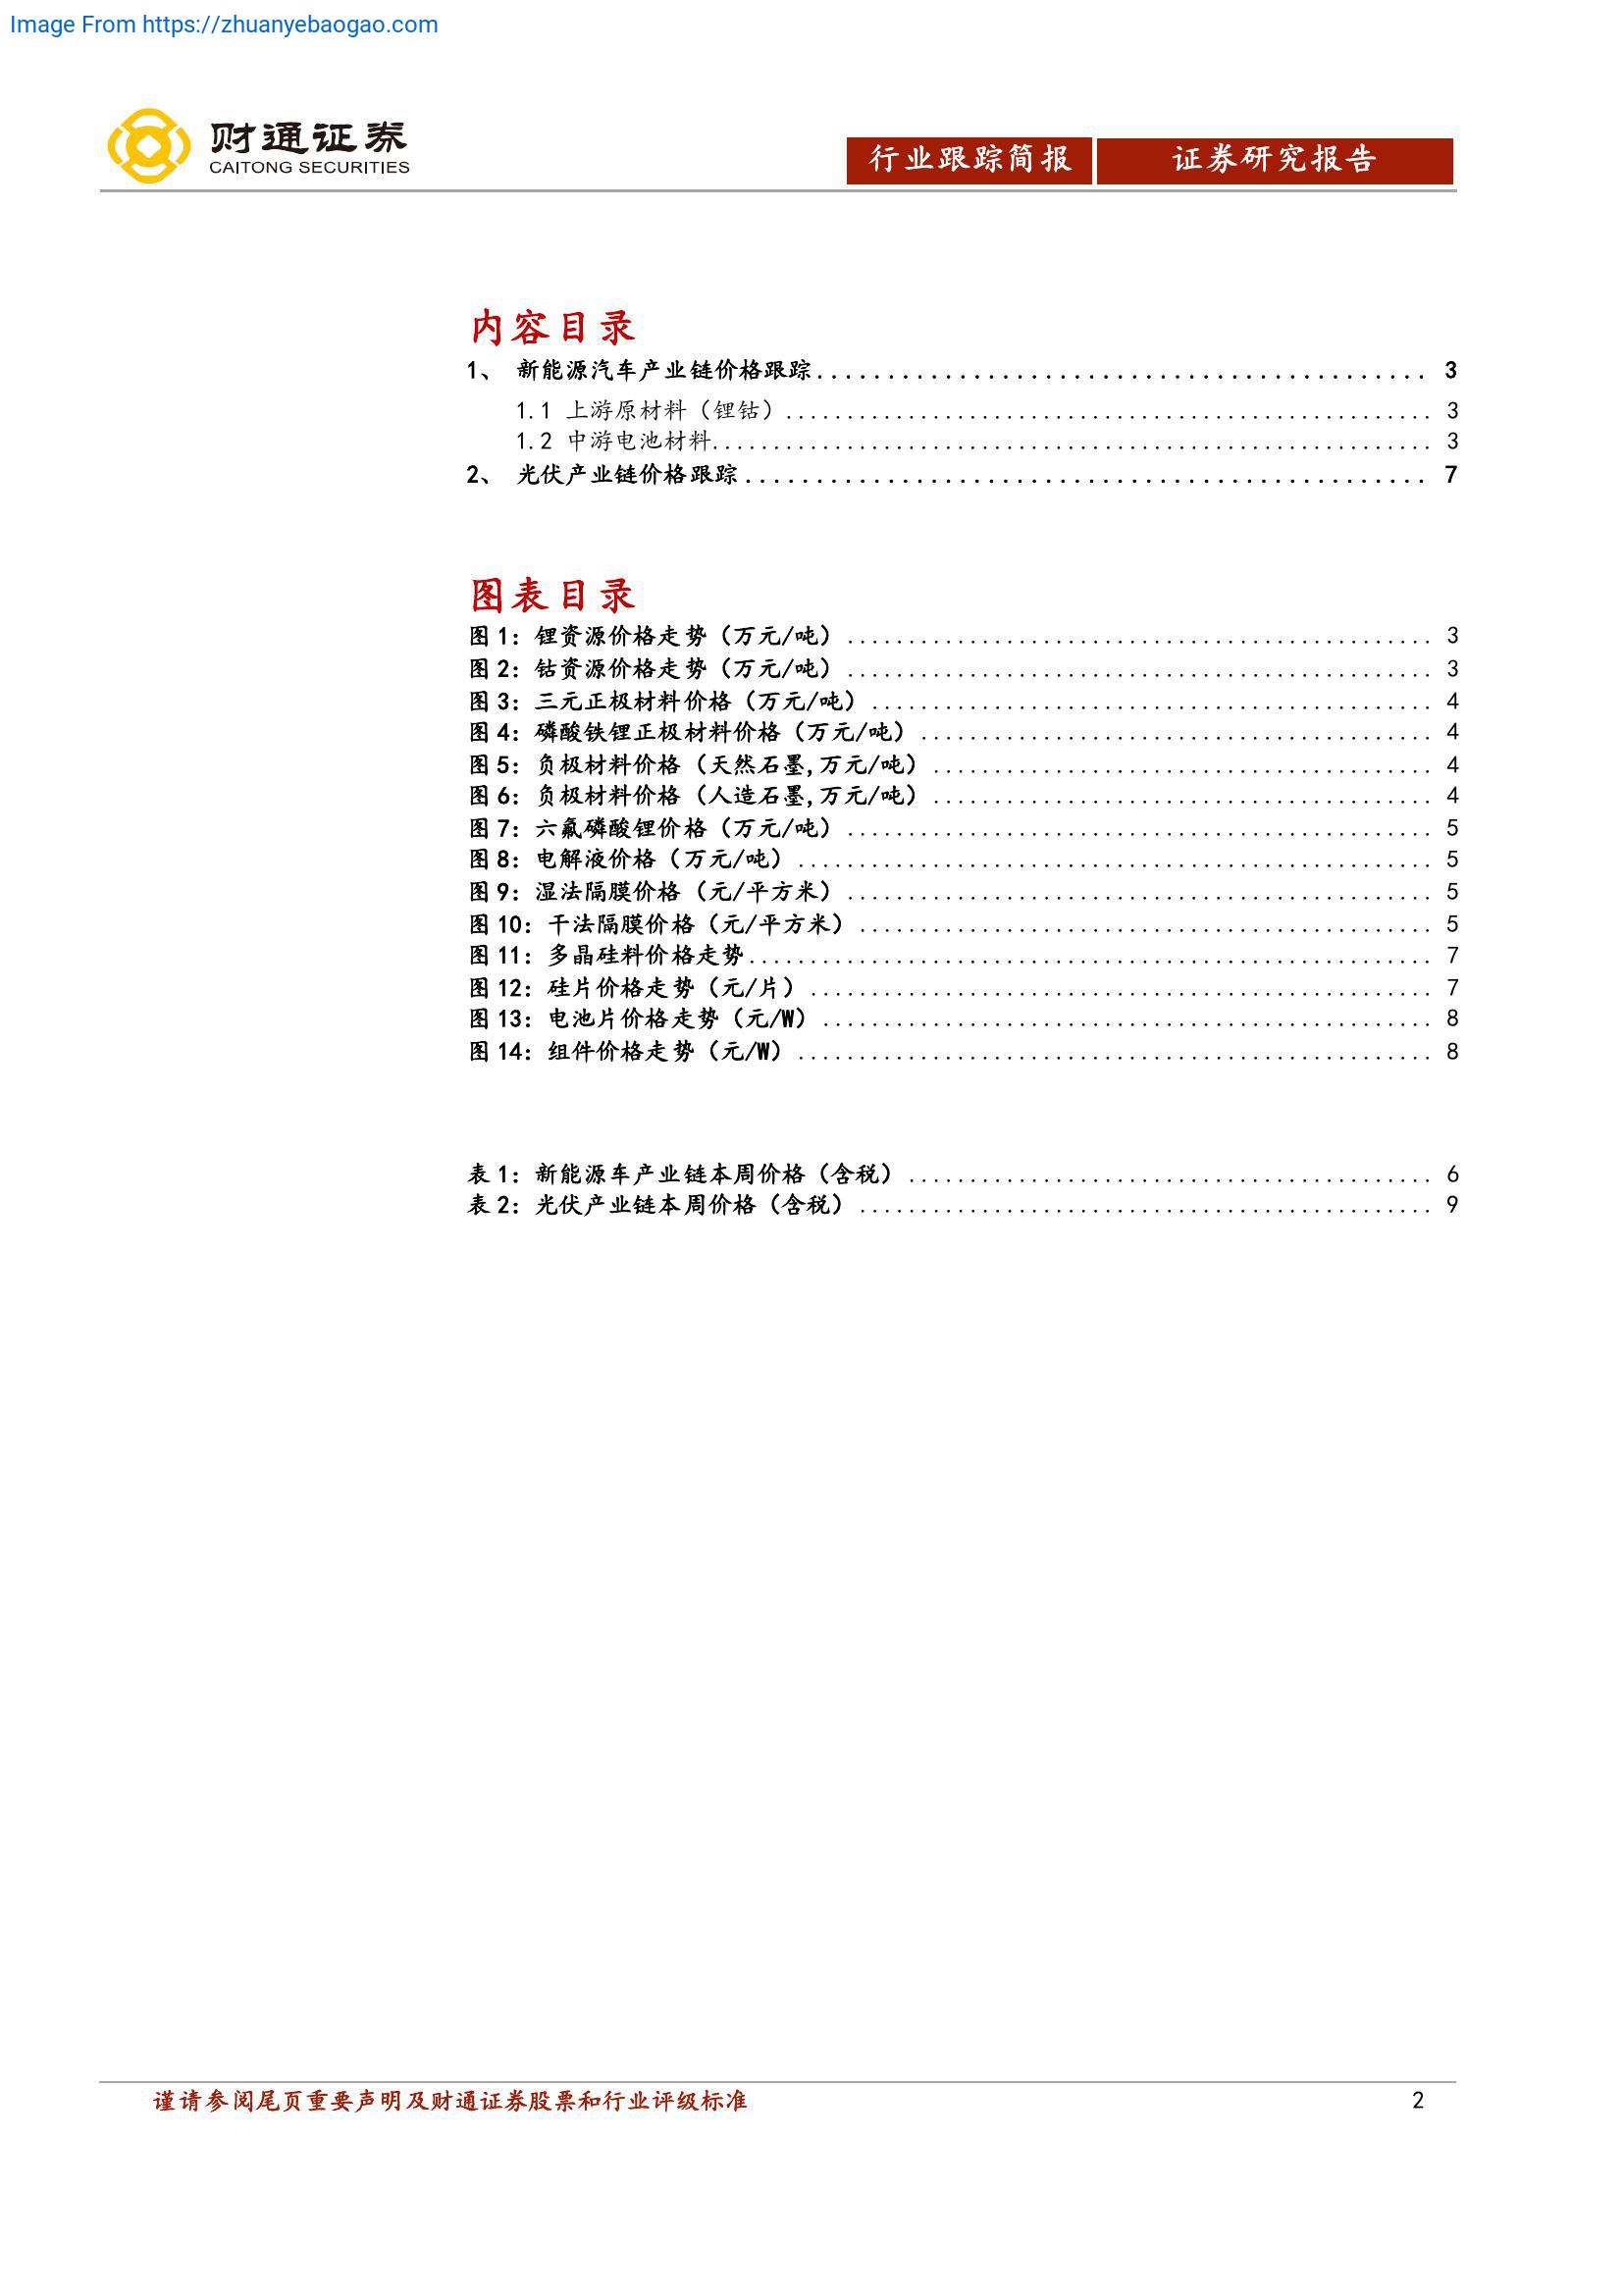 Image From https://zhuanyebaogao.com
财通证券
CAITONG SECURITIES
行业跟踪简报 证券研究报告
内容目录
1、 新能源汽车产业链价格跟踪........................................... 3
1.1 上游原材料（锂钴）..................................................... 3
1.2 中游电池材料........................................................... 3
2、 光伏产业链价格跟踪................................................ 7
图表目录
图 1：锂资源价格走势（万元/吨）................................................ 3
图 2：钴资源价格走势（万元/吨）................................................ 3
图 3：三元正极材料价格（万元/吨）.............................................. 4
图 4：磷酸铁锂正极材料价格（万元/吨）.......................................... 4
图 5：负极材料价格（天然石墨,万元/吨）......................................... 4
图 6：负极材料价格（人造石墨,万元/吨）......................................... 4
图 7：六氟磷酸锂价格（万元/吨）................................................ 5
图 8：电解液价格（万元/吨）.................................................... 5
图 9：湿法隔膜价格（元/平方米）................................................ 5
图 10：干法隔膜价格（元/平方米）............................................... 5
图 11：多晶硅料价格走势........................................................ 7
图 12：硅片价格走势（元/片）................................................... 7
图 13：电池片价格走势（元/W）.................................................. 8
图 14：组件价格走势（元/W）.................................................... 8
表 1：新能源车产业链本周价格（含税）........................................... 6
表 2：光伏产业链本周价格（含税）............................................... 9
谨请参阅尾页重要声明及财通证券股票和行业评级标准 2